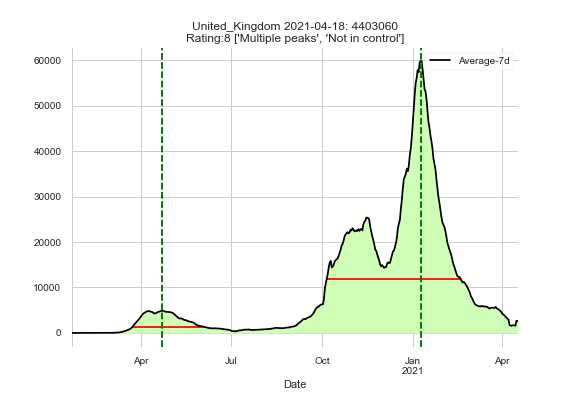 United_Kingdom 2021-04-18: 4403060
Rating:8 ['Multiple peaks', 'Not in control']
Average-7d
60000
50000
40000
30000
20000
10000
0
Apr
Jul
Oct
Jan
2021
Apr
Date